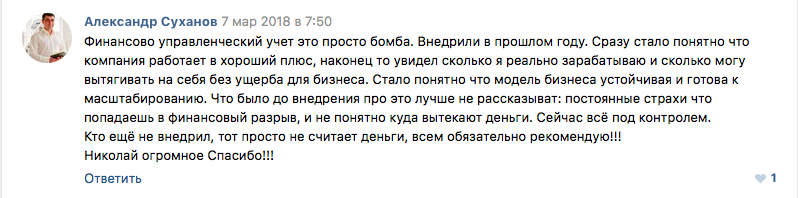 Александр Суханов 7 мар 2018 в 7:50
Финансово управленческий учет это просто бомба. Внедрили в прошлом году. Сразу стало понятно что
компания работает в хороший плюс, наконец то увидел сколько я реально зарабатываю и сколько могу
вытягивать на себя без ущерба для бизнеса. Стало понятно что модель бизнеса устойчивая и готова к
масштабированию. Что было до внедрения про это лучше не рассказыват: постоянные страхи что
попадаешь в финансовый разрыв, и не понятно куда вытекают деньги. Сейчас всё под контролем.
Кто ещё не внедрил, тот просто не считает деньги, всем обязательно рекомендую!!!
Николай огромное Спасибо!!!
Ответить 1